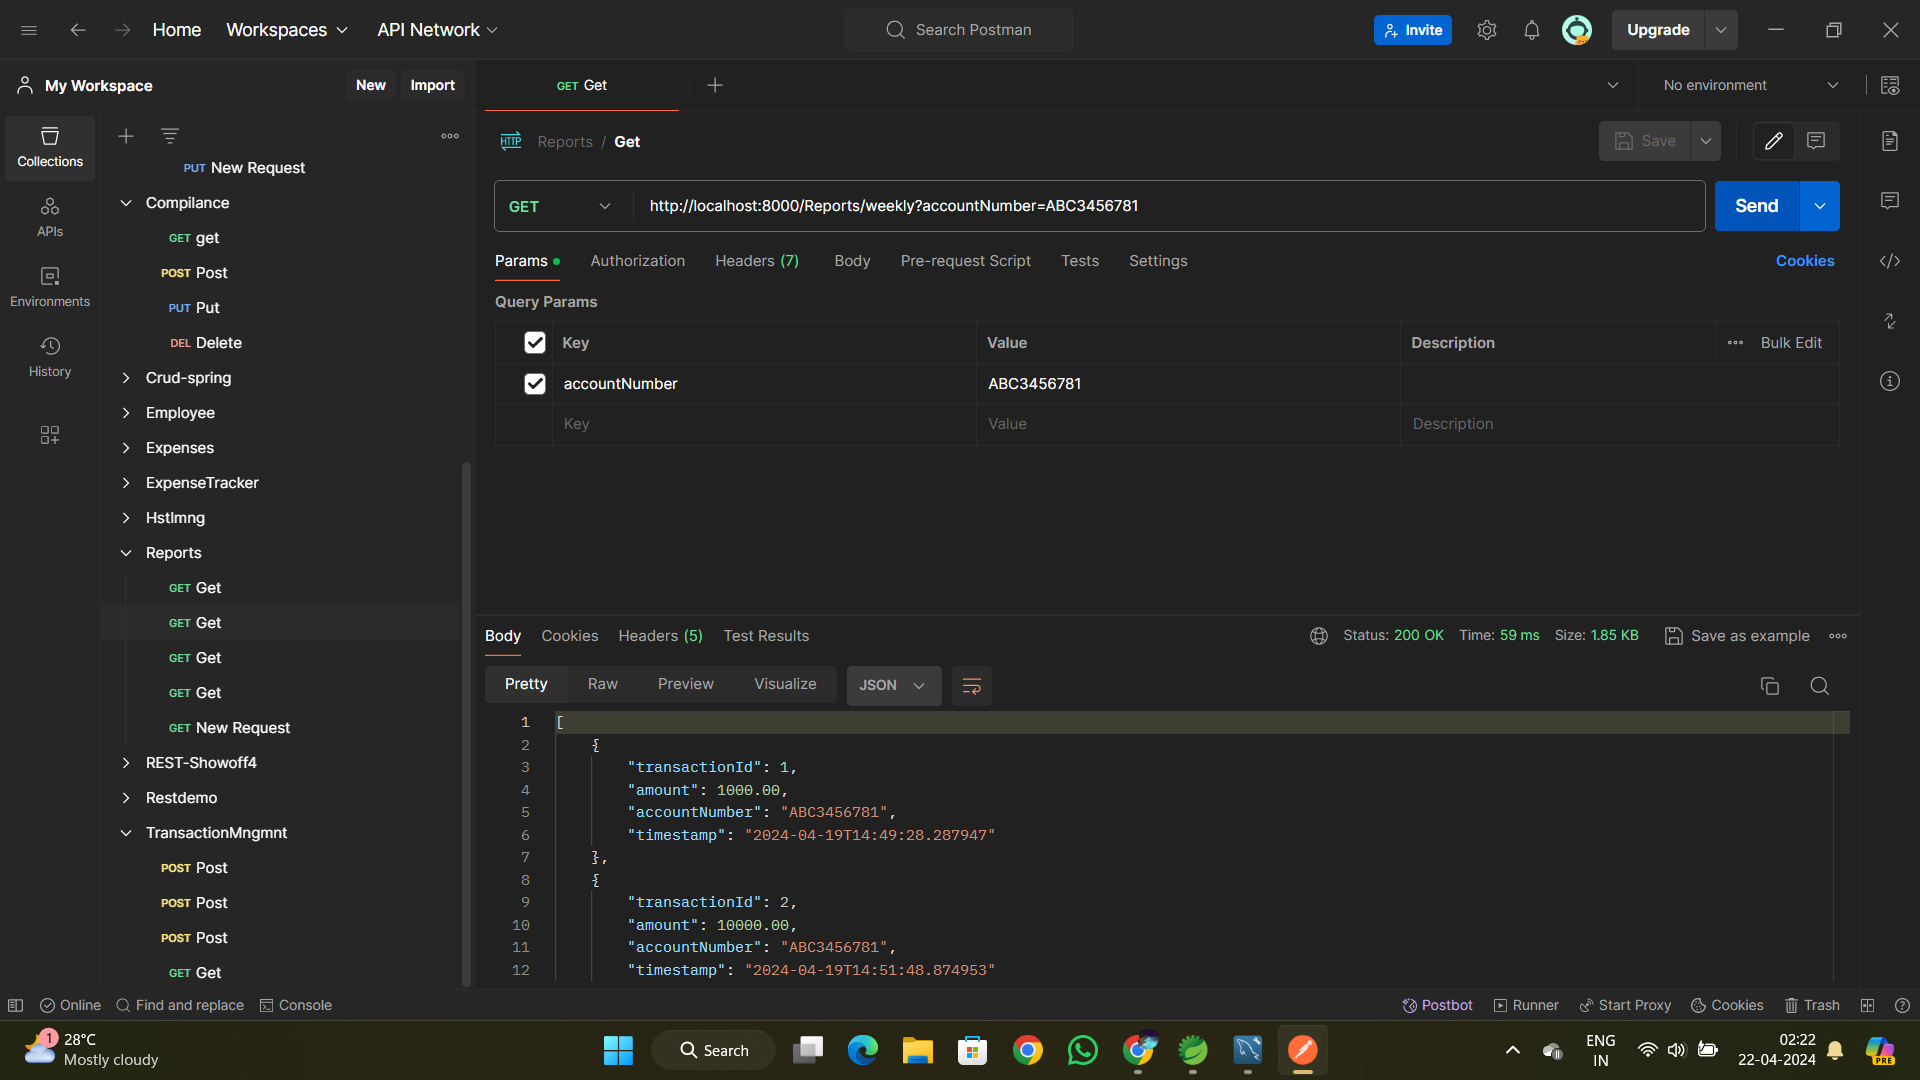 Home
Workspaces
API Network
Search Postman
Invite
Upgrade
My Workspace
New
Import
GET Get
No environment
Collections
APIs
Environments
History
PUT New Request
Compilance
GET get
POST Post
PUT Put
DEL Delete
Crud-spring
Employee
Expenses
ExpenseTracker
Hstlmng
Reports
GET Get
GET Get
GET Get
GET Get
GET New Request
REST-Showoff4
Restdemo
TransactionMngmnt
POST Post
POST Post
POST Post
GET Get
HTTP Reports / Get
Save
GET http://localhost:8000/Reports/weekly?accountNumber=ABC3456781
Send
Params Authorization Headers (7) Body Pre-request Script Tests Settings Cookies
Query Params
Key Value Description Bulk Edit
accountNumber ABC3456781
Key Value Description
Body Cookies Headers (5) Test Results
Status: 200 OK Time: 59 ms Size: 1.85 KB Save as example
Pretty Raw Preview Visualize JSON
1 [
2 {
3 "transactionId": 1,
4 "amount": 1000.00,
5 "accountNumber": "ABC3456781",
6 "timestamp": "2024-04-19T14:49:28.287947"
7 },
8 {
9 "transactionId": 2,
10 "amount": 10000.00,
11 "accountNumber": "ABC3456781",
12 "timestamp": "2024-04-19T14:51:48.874953"
Online Find and replace Console
Postbot Runner Start Proxy Cookies Trash
1
28°C
Mostly cloudy
Search
ENG
IN
02:22
22-04-2024
PRE